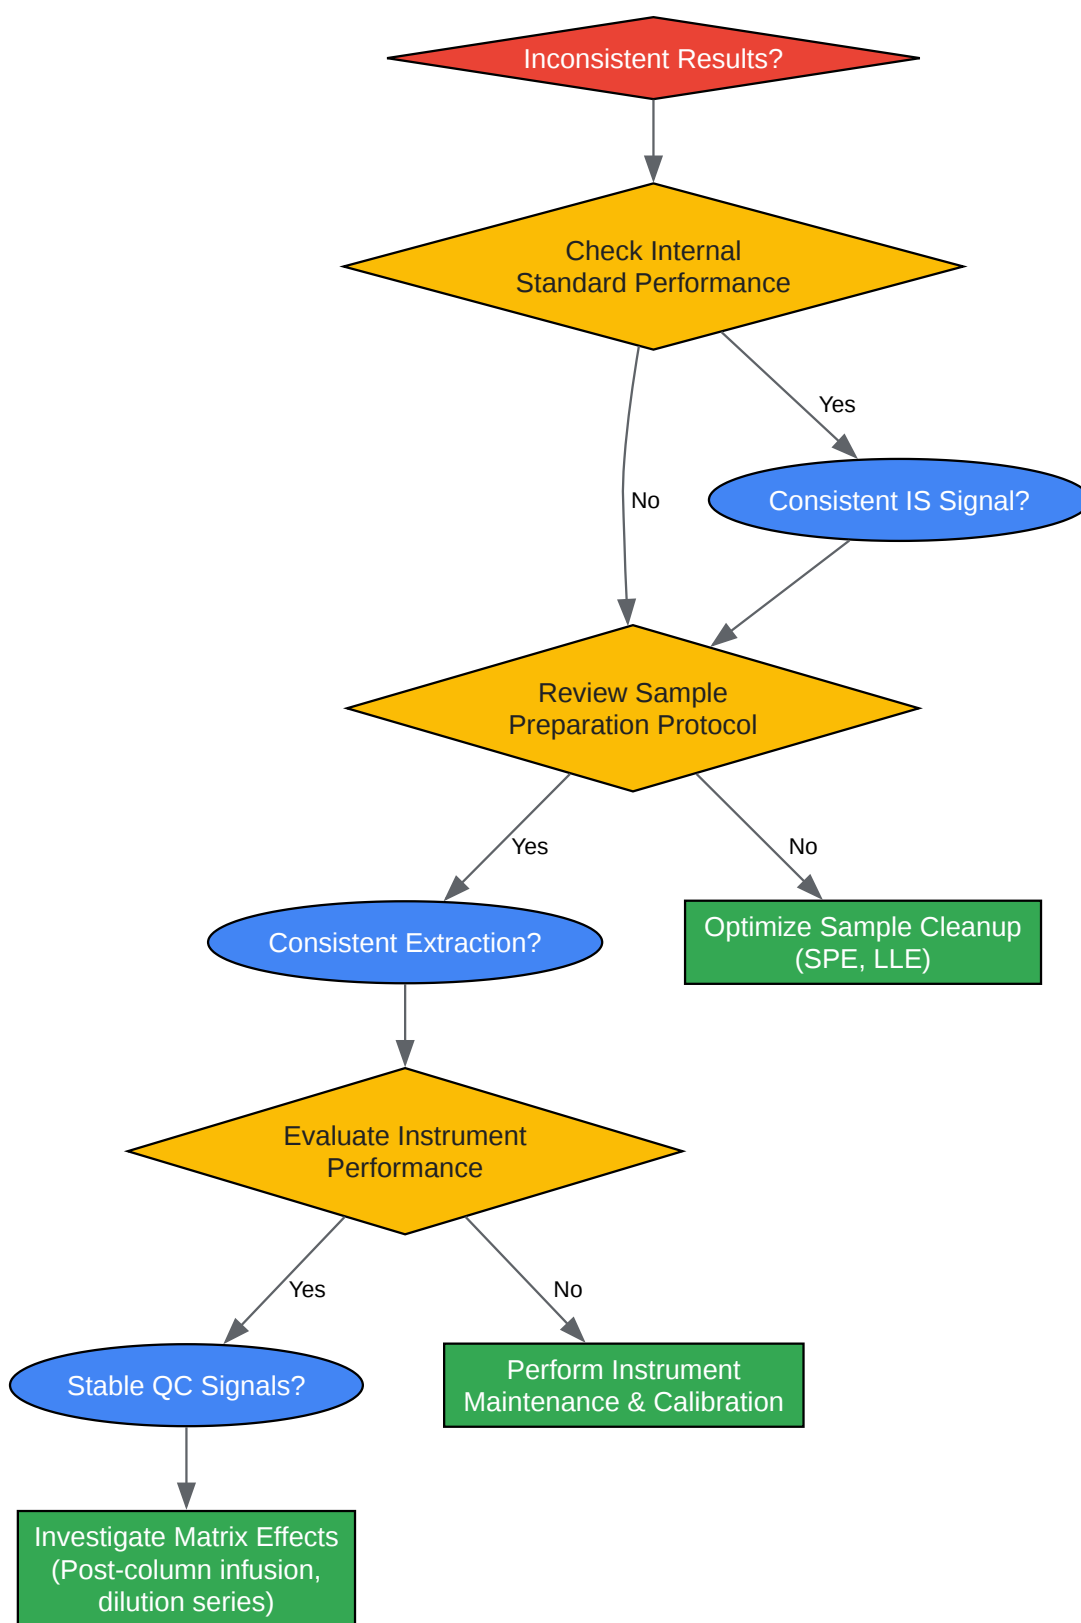 Inconsistent Results?
Check Internal
Standard Performance
Yes
Consistent IS Signal?
No
Review Sample
Preparation Protocol
Yes
No
Consistent Extraction?
Optimize Sample Cleanup
(SPE, LLE)
Evaluate Instrument
Performance
Yes
No
Stable QC Signals?
Perform Instrument
Maintenance & Calibration
Investigate Matrix Effects
(Post-column infusion,
dilution series)